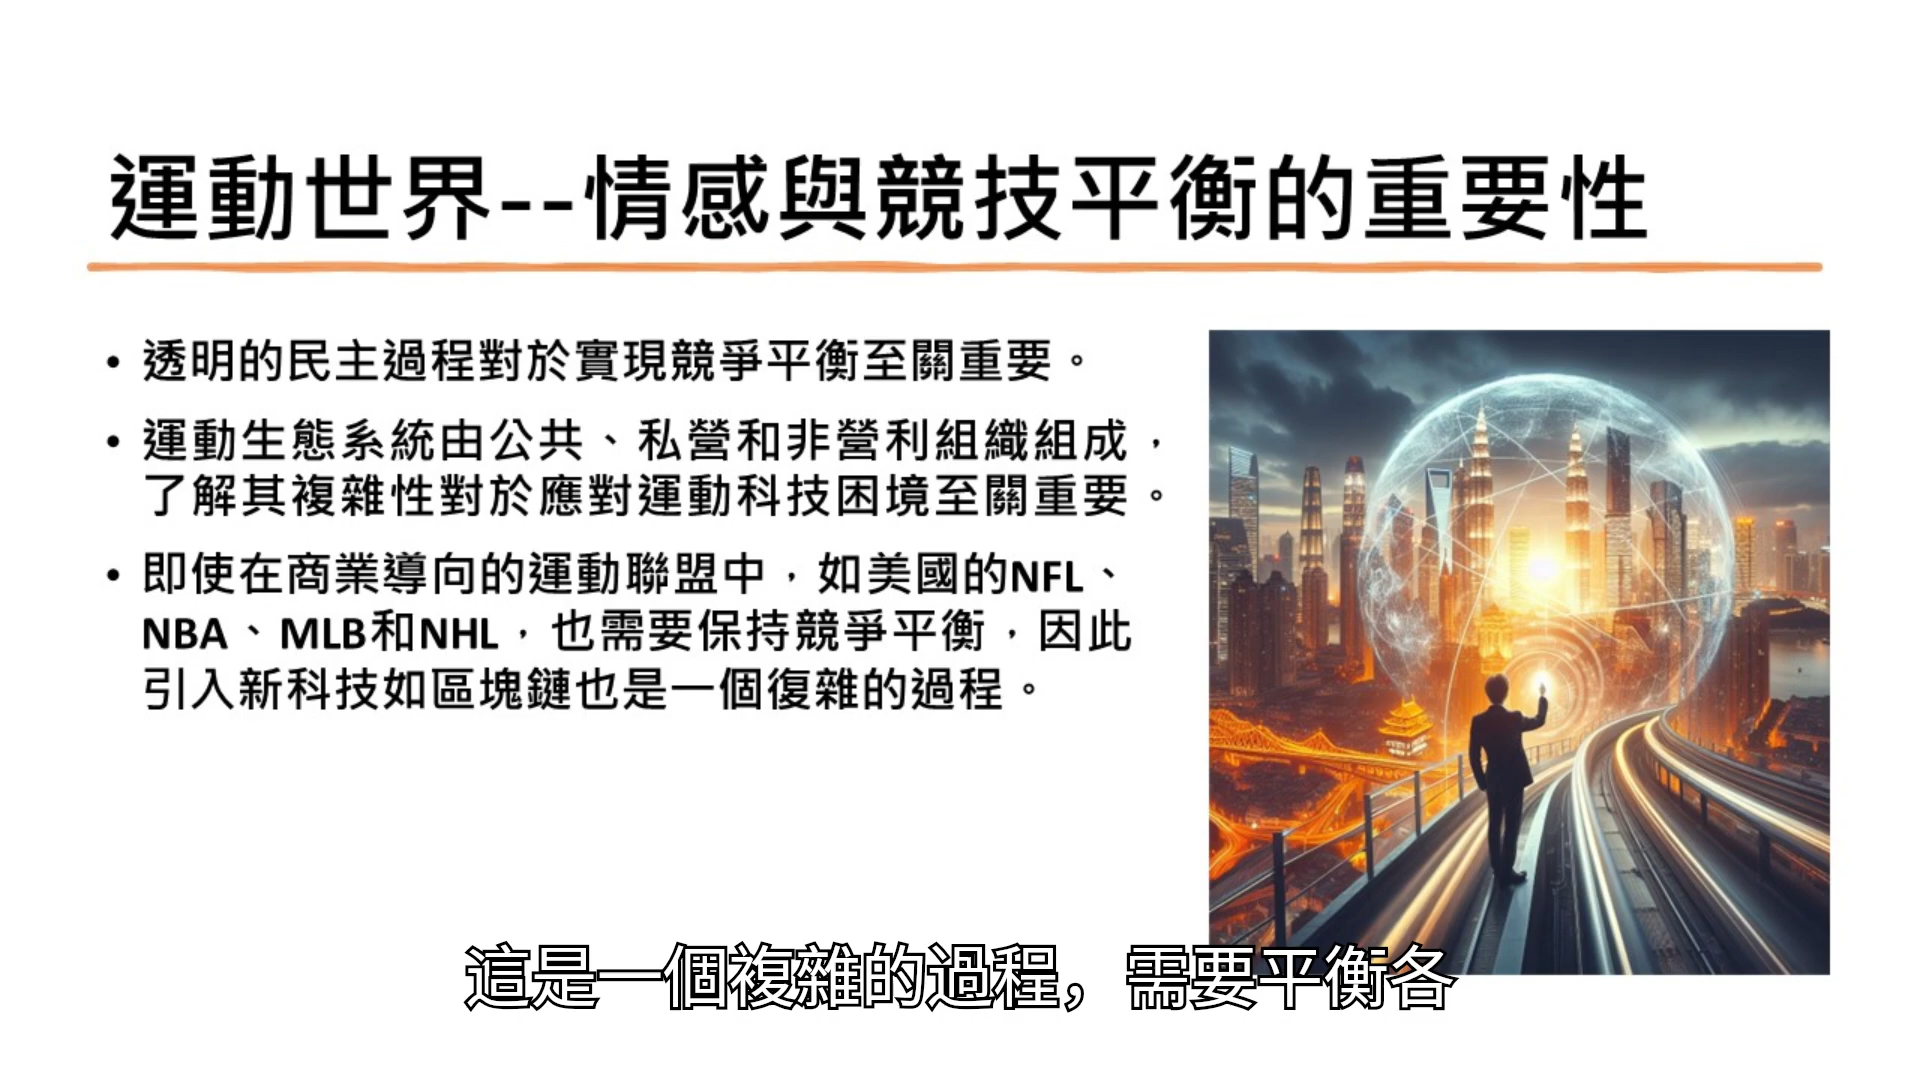 運動世界--情感與競技平衡的重要性
• 透明的民主過程對於實現競爭平衡至關重要。
• 運動生態系統由公共、私營和非營利組織組成，
了解其複雜性對於應對運動科技困境至關重要。
• 即使在商業導向的運動聯盟中，如美國的NFL、
NBA、MLB和NHL，也需要保持競爭平衡，因此
引入新科技如區塊鏈也是一個復雜的過程。
這是一個複雜的過程，需要平衡各